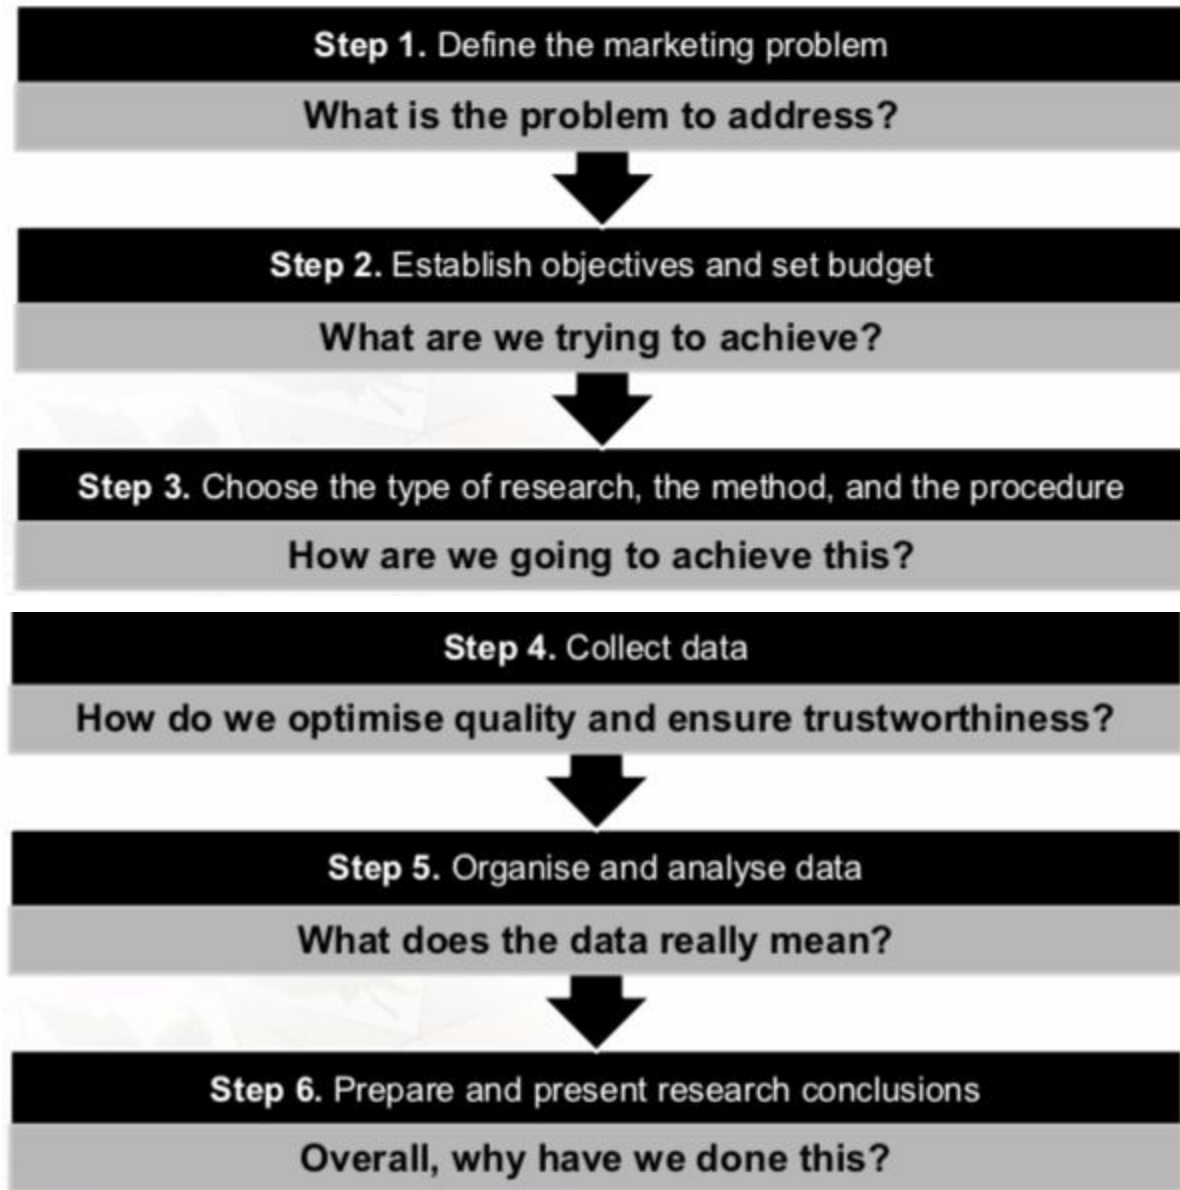 Step 1. Define the marketing problem
What is the problem to address?
Step 2. Establish objectives and set budget
What are we trying to achieve?
Step 3. Choose the type of research, the method, and the procedure
How are we going to achieve this?
Step 4. Collect data
How do we optimise quality and ensure trustworthiness?
Step 5. Organise and analyse data
What does the data really mean?
Step 6. Prepare and present research conclusions
Overall, why have we done this?